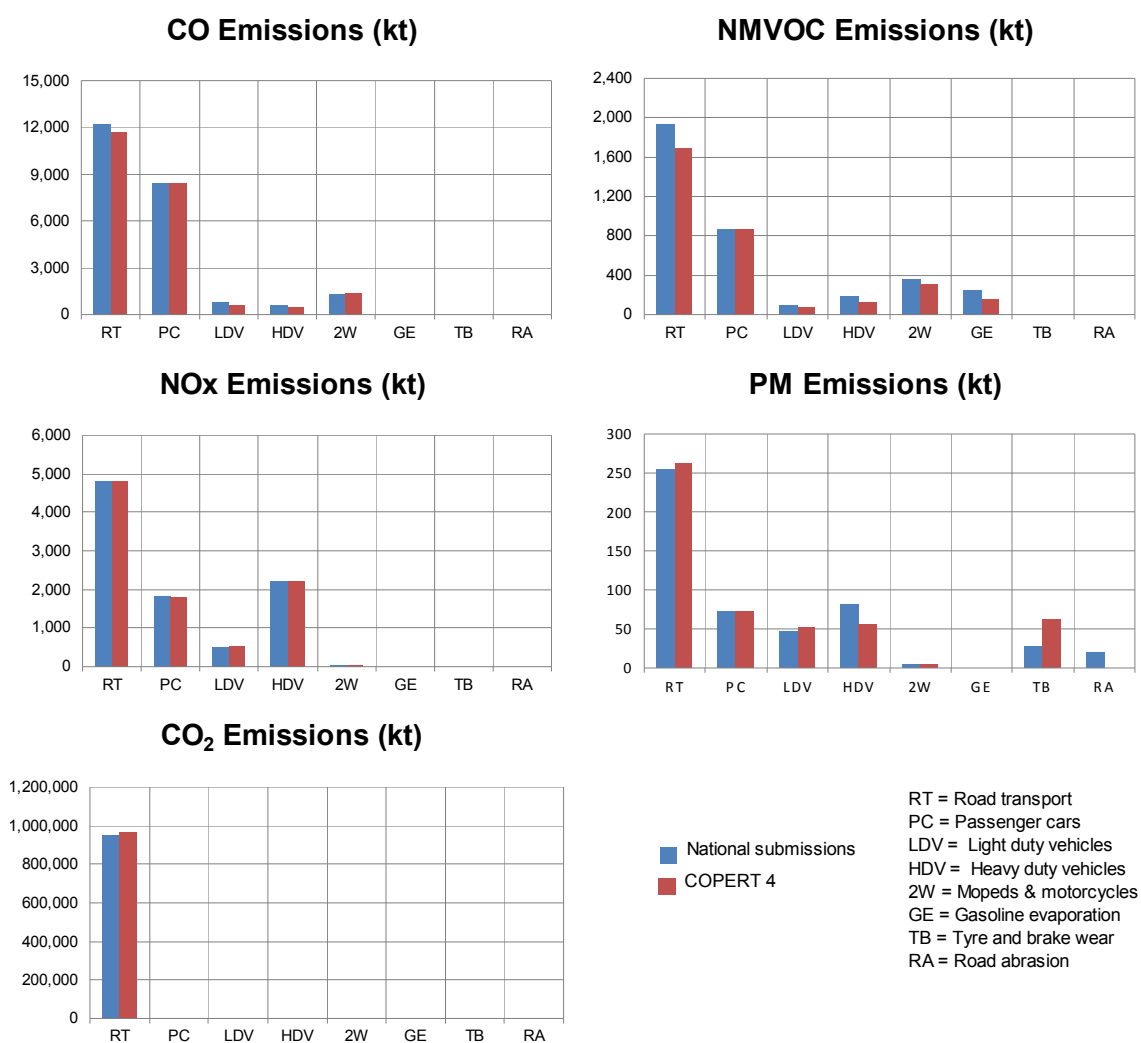 CO Emissions (kt)
15,000
12,000
9,000
6,000
3,000
0
RT PC LDV HDV 2W GE TB RA
NMVOC Emissions (kt)
2,400
2,000
1,600
1,200
800
400
0
RT PC LDV HDV 2W GE TB RA
NOx Emissions (kt)
6,000
5,000
4,000
3,000
2,000
1,000
0
RT PC LDV HDV 2W GE TB RA
PM Emissions (kt)
300
250
200
150
100
50
0
RT PC LDV HDV 2W GE TB RA
CO₂ Emissions (kt)
1,200,000
1,000,000
800,000
600,000
400,000
200,000
0
RT PC LDV HDV 2W GE TB RA
National submissions
COPERT 4
RT = Road transport
PC = Passenger cars
LDV = Light duty vehicles
HDV = Heavy duty vehicles
2W = Mopeds & motorcycles
GE = Gasoline evaporation
TB = Tyre and brake wear
RA = Road abrasion